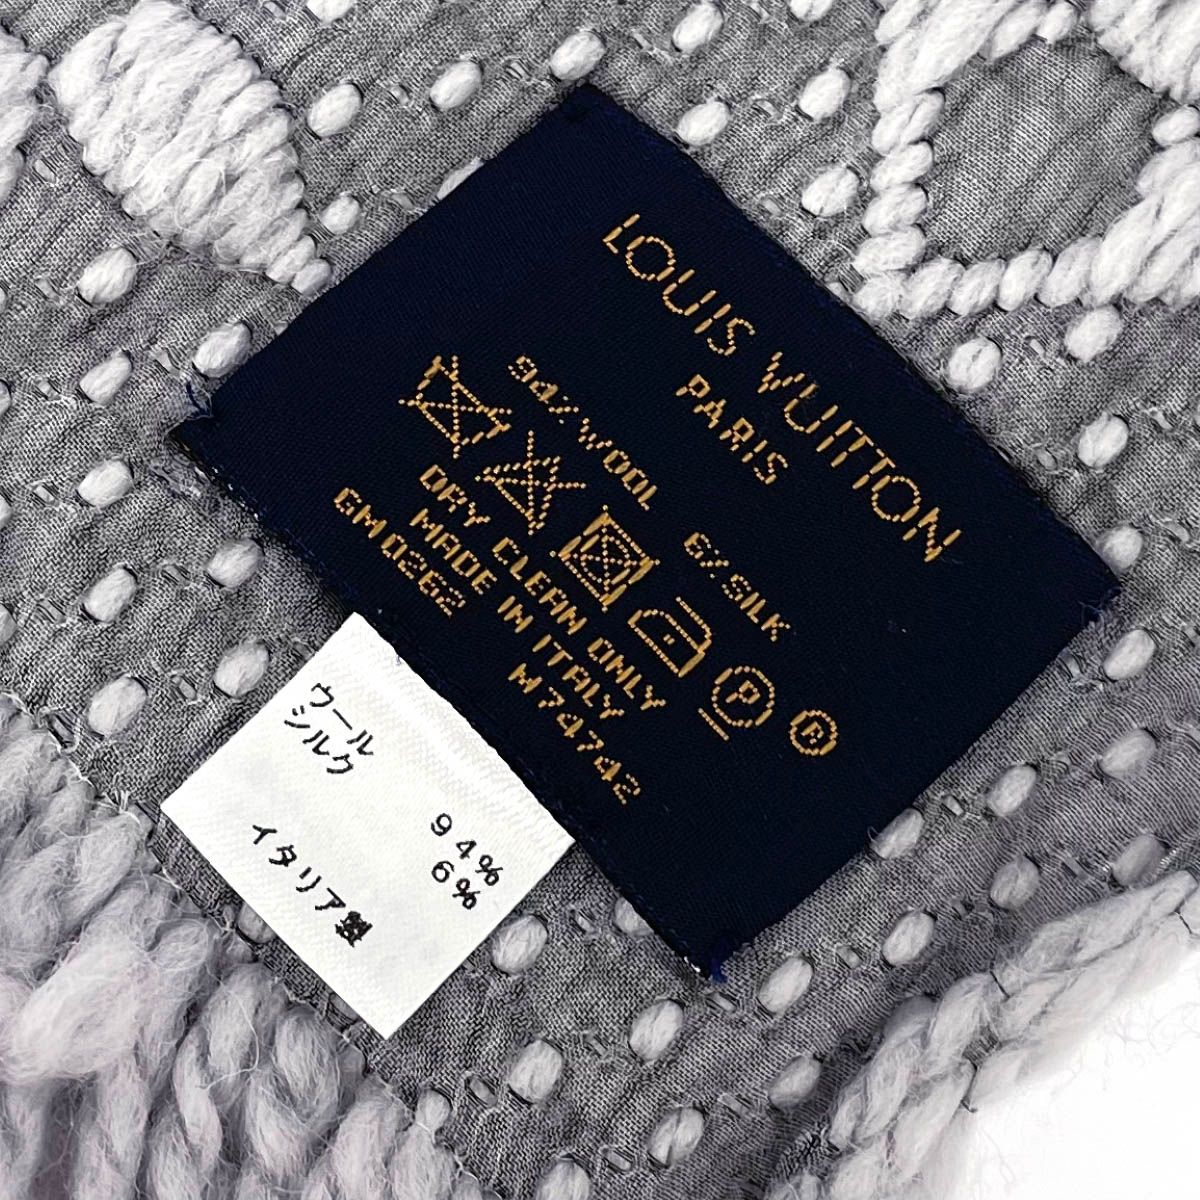 LOUIS VUITTON
PARIS
94%WOOL 6%SILK
P
R
DRY CLEAN ONLY
MADE IN ITALY
GM0262 M74742
ウール 94%
シルク 6%
イタリア製